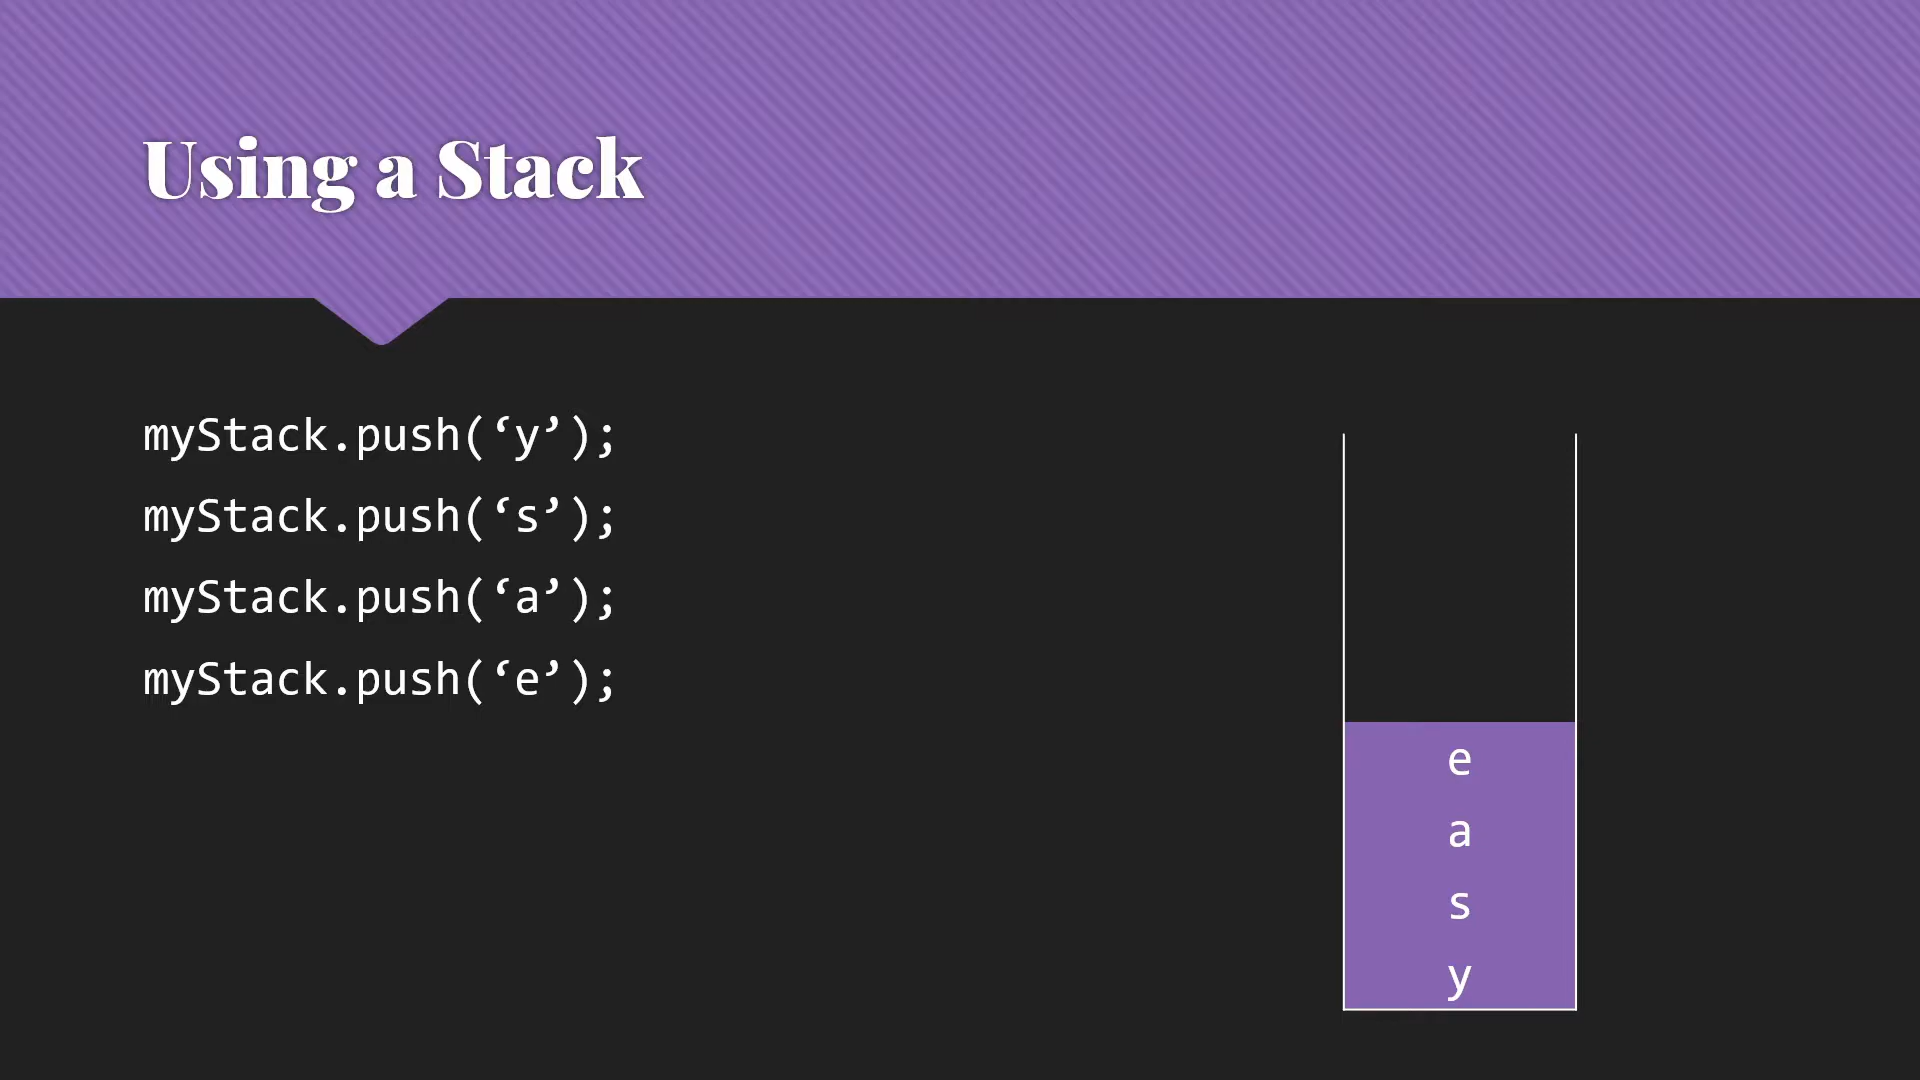 Using a Stack
myStack.push(‘y’);
myStack.push(‘s’);
myStack.push(‘a’);
myStack.push(‘e’);
e
a
s
y